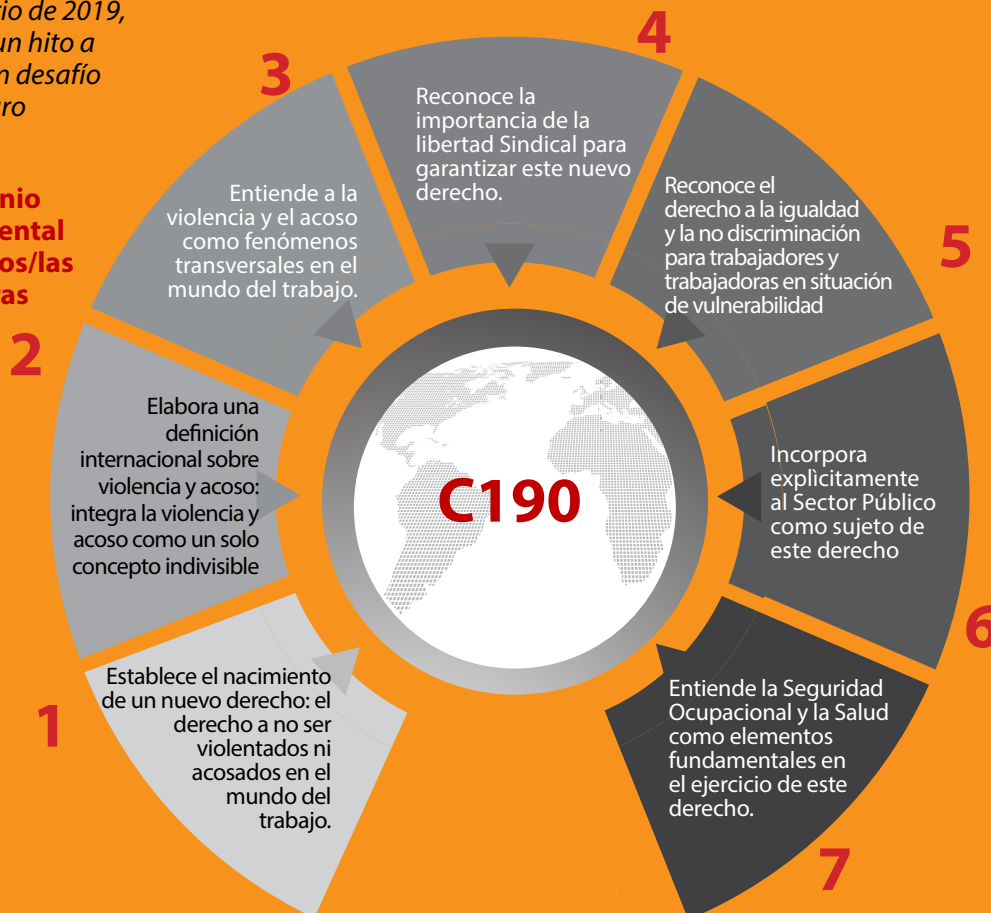 rio de 2019,
un hito a
n desafío
ro
nio
ental
os/las
ras
1
Establece el nacimiento
de un nuevo derecho: el
derecho a no ser
violentados ni
acosados en el
mundo del
trabajo.
2
Elabora una
definición
internacional sobre
violencia y acoso:
integra la violencia y
acoso como un solo
concepto indivisible
3
Entiende a la
violencia y el acoso
como fenómenos
transversales en el
mundo del trabajo.
4
Reconoce la
importancia de la
libertad Sindical para
garantizar este nuevo
derecho.
5
Reconoce el
derecho a la igualdad
y la no discriminación
para trabajadores y
trabajadoras en situación
de vulnerabilidad
6
Incorpora
explìcitamente
al Sector Público
como sujeto de
este derecho
7
Entiende la Seguridad
Ocupacional y la Salud
como elementos
fundamentales en
el ejercicio de este
derecho.
C190